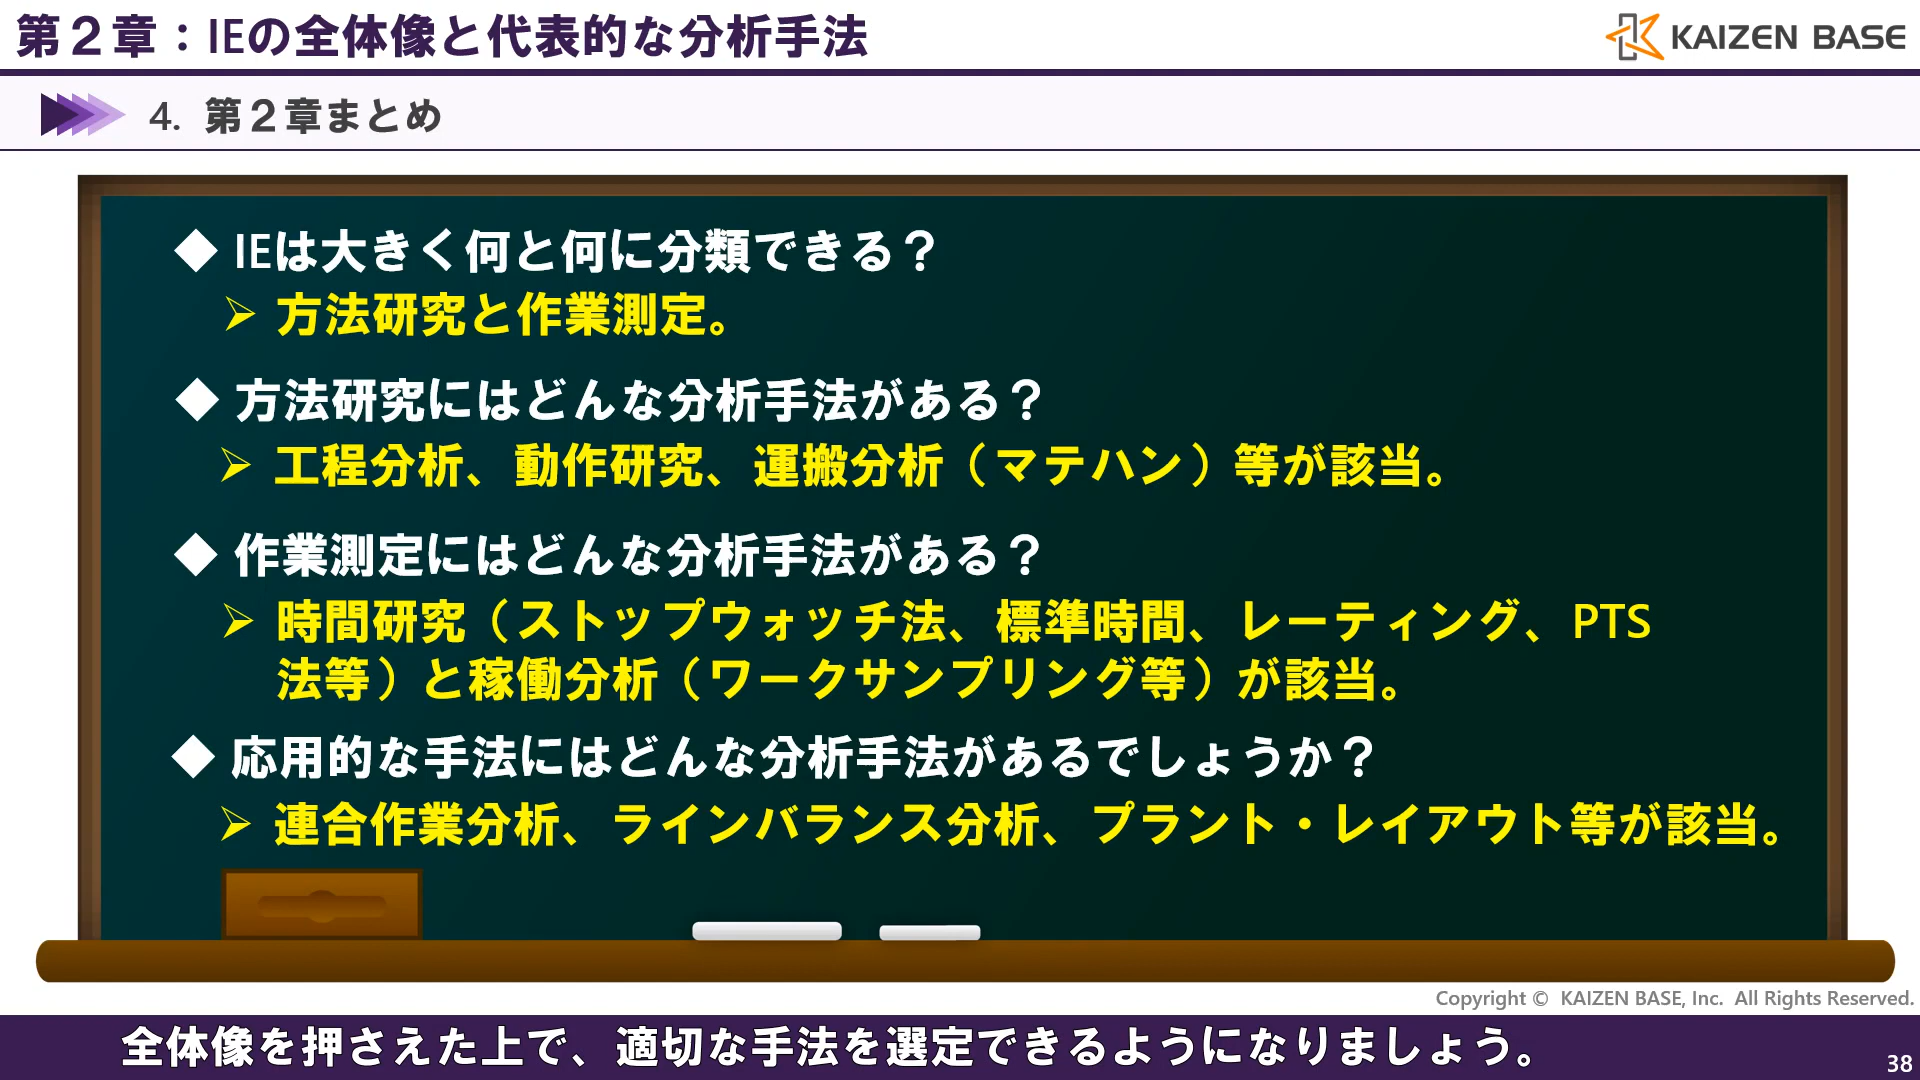 第２章：IEの全体像と代表的な分析手法
KAIZEN BASE
4. 第２章まとめ
◆ IEは大きく何と何に分類できる？
➢ 方法研究と作業測定。
◆ 方法研究にはどんな分析手法がある？
➢ 工程分析、動作研究、運搬分析（マテハン）等が該当。
◆ 作業測定にはどんな分析手法がある？
➢ 時間研究（ストップウォッチ法、標準時間、レーティング、PTS
法等）と稼働分析（ワークサンプリング等）が該当。
◆ 応用的な手法にはどんな分析手法があるでしょうか？
➢ 連合作業分析、ラインバランス分析、プラント・レイアウト等が該当。
Copyright © KAIZEN BASE, Inc. All Rights Reserved.
全体像を押さえた上で、適切な手法を選定できるようになりましょう。
38